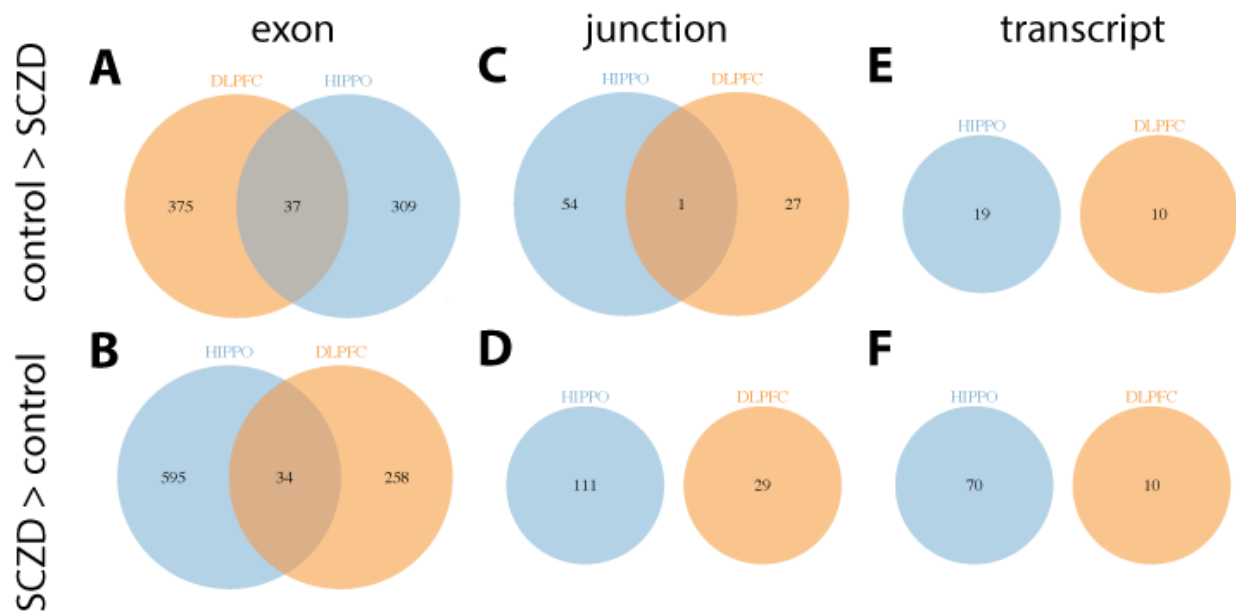 exon junction transcript
control > SCZD
A
DLPFC HIPPO
375 37 309
C
HIPPO DLPFC
54 1 27
E
HIPPO DLPFC
19 10
SCZD > control
B
HIPPO DLPFC
595 34 258
D
HIPPO DLPFC
111 29
F
HIPPO DLPFC
70 10